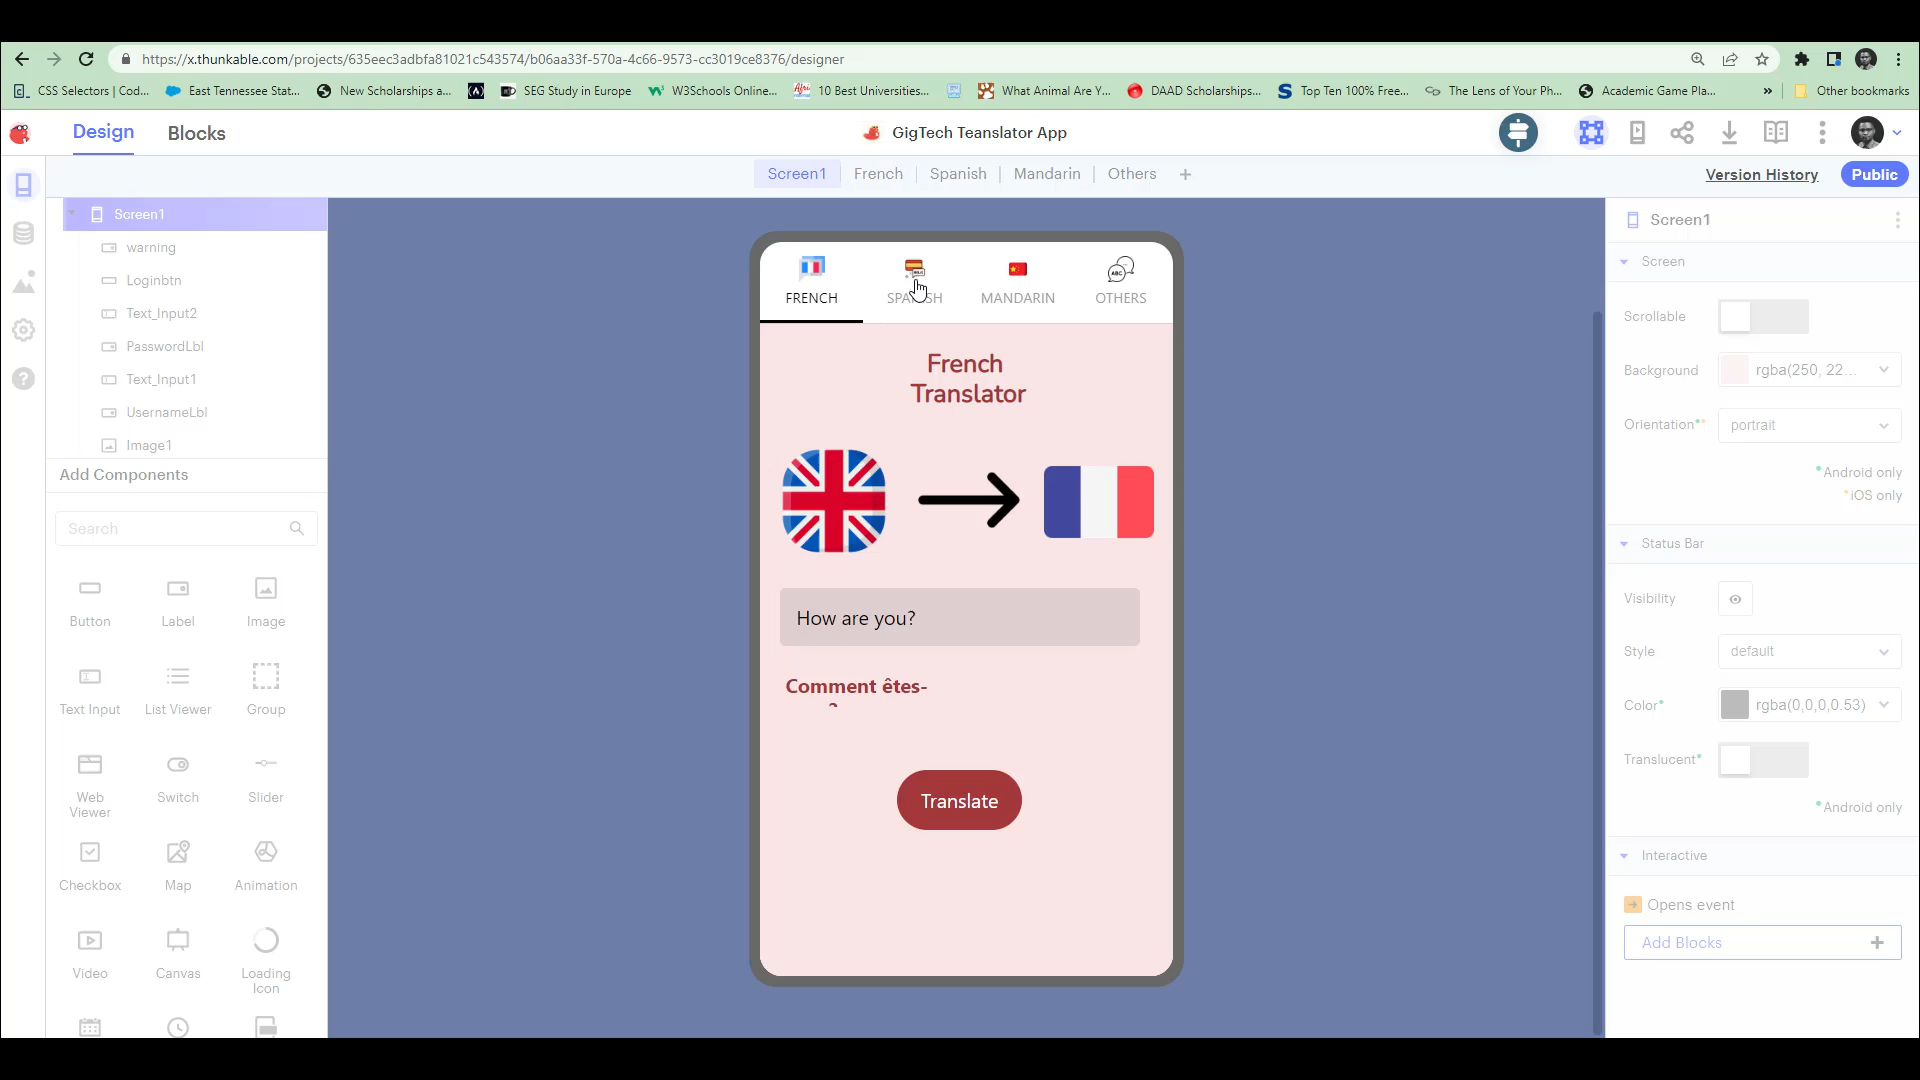 https://x.thunkable.com/projects/635eec3adbfa81021c543574/b06aa33f-570a-4c66-9573-cc3019ce8376/designer
CSS Selectors | Cod... East Tennessee Stat... New Scholarships a... SEG Study in Europe W3Schools Online... 10 Best Universities... What Animal Are Y... DAAD Scholarships... Top Ten 100% Free... The Lens of Your Ph... Academic Game Pla... » Other bookmarks
Design Blocks GigTech Teanslator App
Screen1 French Spanish Mandarin Others +
Version History Public
Screen1
warning
Loginbtn
Text_Input2
PasswordLbl
Text_Input1
UsernameLbl
Image1
Add Components
Search
Button Label Image
Text Input List Viewer Group
Web Viewer Switch Slider
Checkbox Map Animation
Video Canvas Loading Icon
FRENCH SPANISH MANDARIN OTHERS
French
Translator
How are you?
Comment êtes-
Translate
Screen1
Screen
Scrollable
Background rgba(250, 22...
Orientation** portrait
*Android only
*iOS only
Status Bar
Visibility
Style default
Color* rgba(0,0,0,0.53)
Translucent*
*Android only
Interactive
Opens event
Add Blocks +